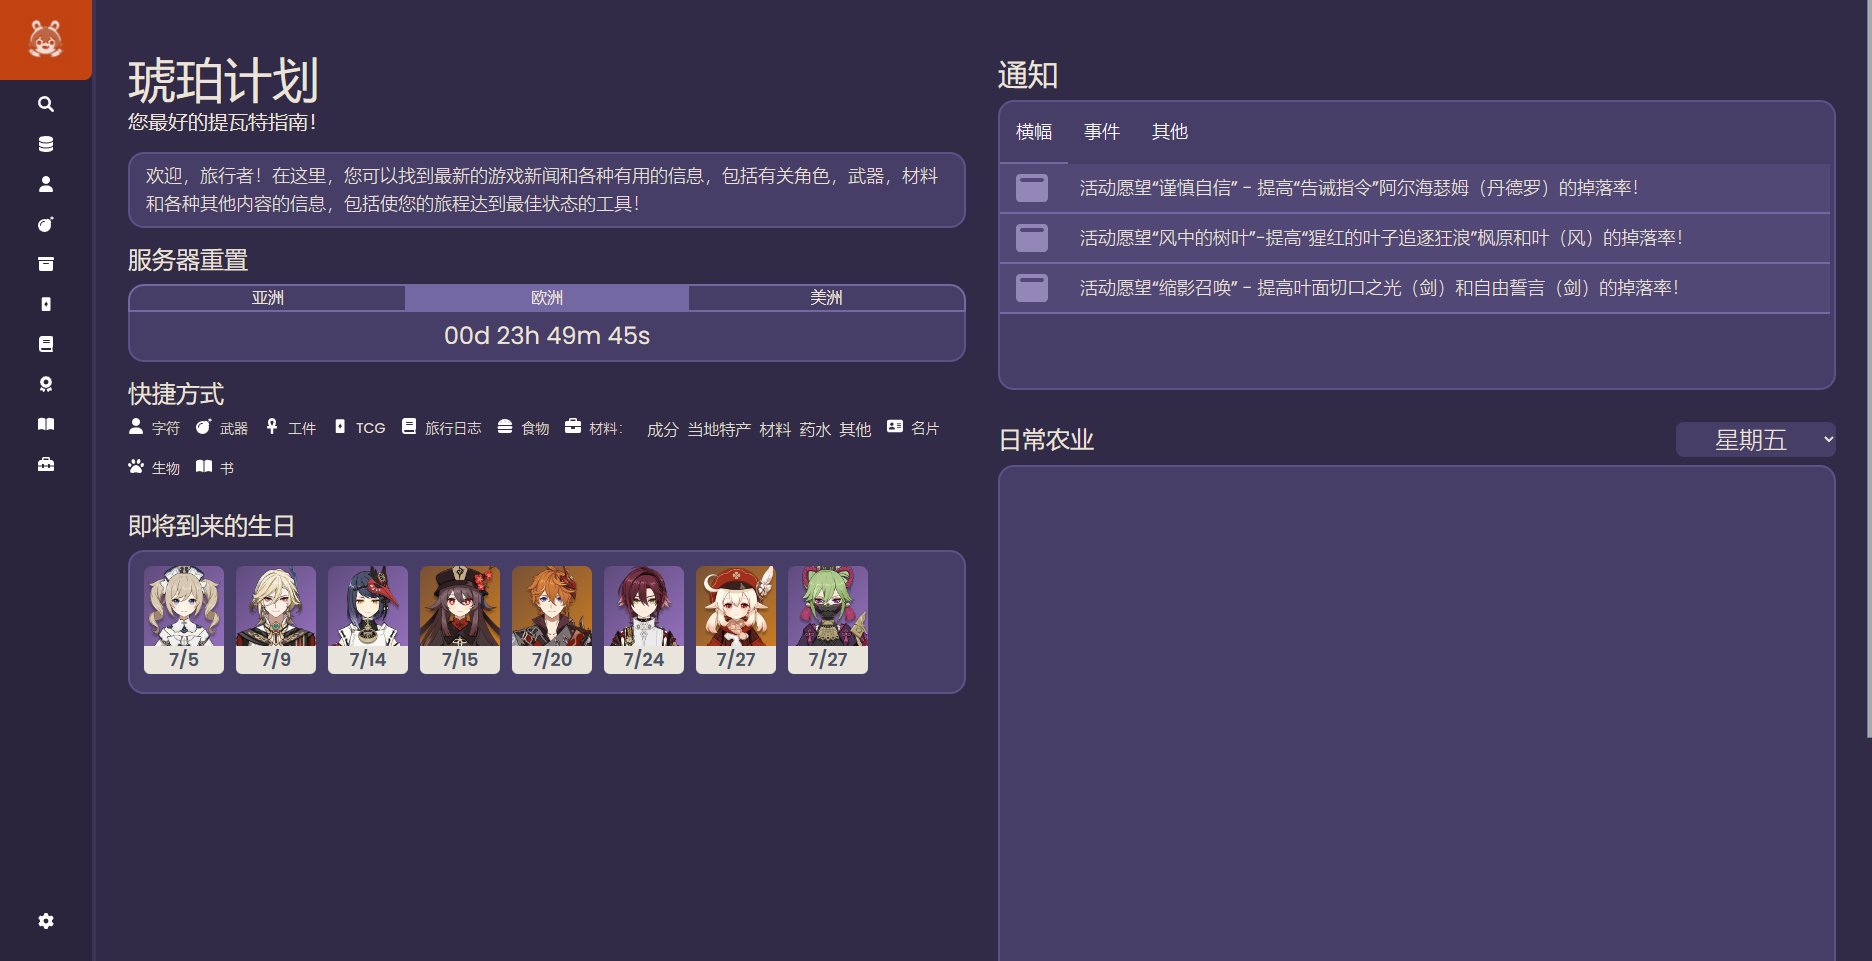 琥珀计划
您最好的提瓦特指南!
欢迎，旅行者！在这里，您可以找到最新的游戏新闻和各种有用的信息，包括有关角色，武器，材料
和各种其他内容的信息，包括使您的旅程达到最佳状态的工具！
服务器重置
亚洲 欧洲 美洲
00d 23h 49m 45s
快捷方式
字符 武器 工件 TCG 旅行日志 食物 材料： 成分 当地特产 材料 药水 其他 名片
生物 书
即将到来的生日
7/5 7/9 7/14 7/15 7/20 7/24 7/27 7/27
通知
横幅 事件 其他
活动愿望“谨慎自信” - 提高“告诫指令”阿尔海瑟姆（丹德罗）的掉落率！
活动愿望“风中的树叶”-提高“猩红的叶子追逐狂浪”枫原和叶（风）的掉落率！
活动愿望“缩影召唤” - 提高叶面切口之光（剑）和自由誓言（剑）的掉落率！
日常农业
星期五